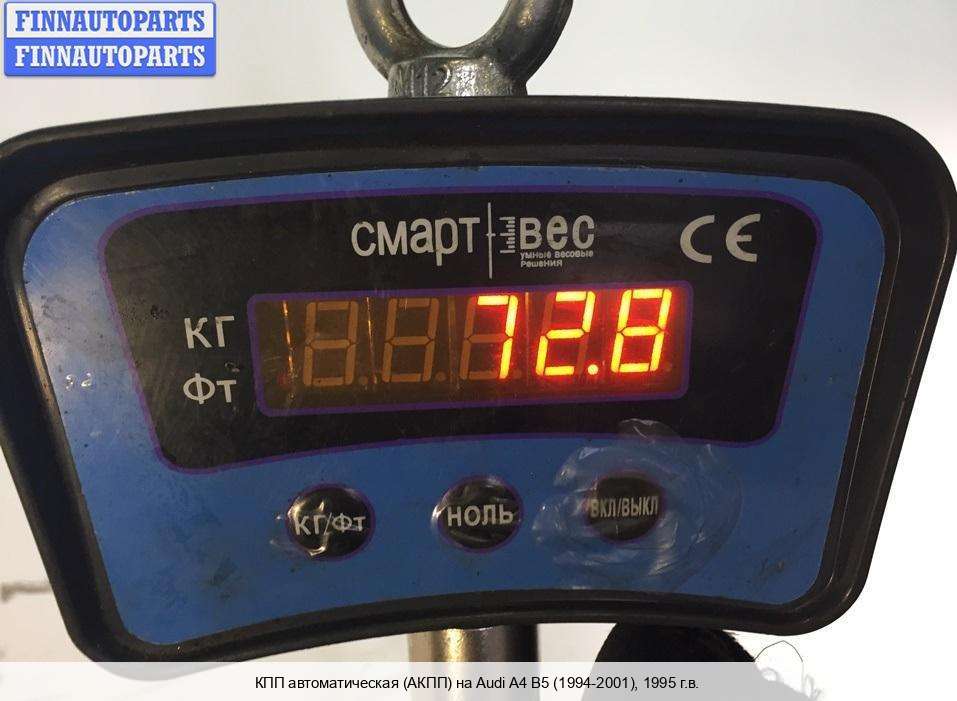 FINNAUTOPARTS
FINNAUTOPARTS
M12
смарт вес
умные весовые
решения
CE
КГ
ФТ
72.8
КГ/ФТ
НОЛЬ
ВКЛ/ВЫКЛ
КПП автоматическая (АКПП) на Audi A4 B5 (1994-2001), 1995 г.в.